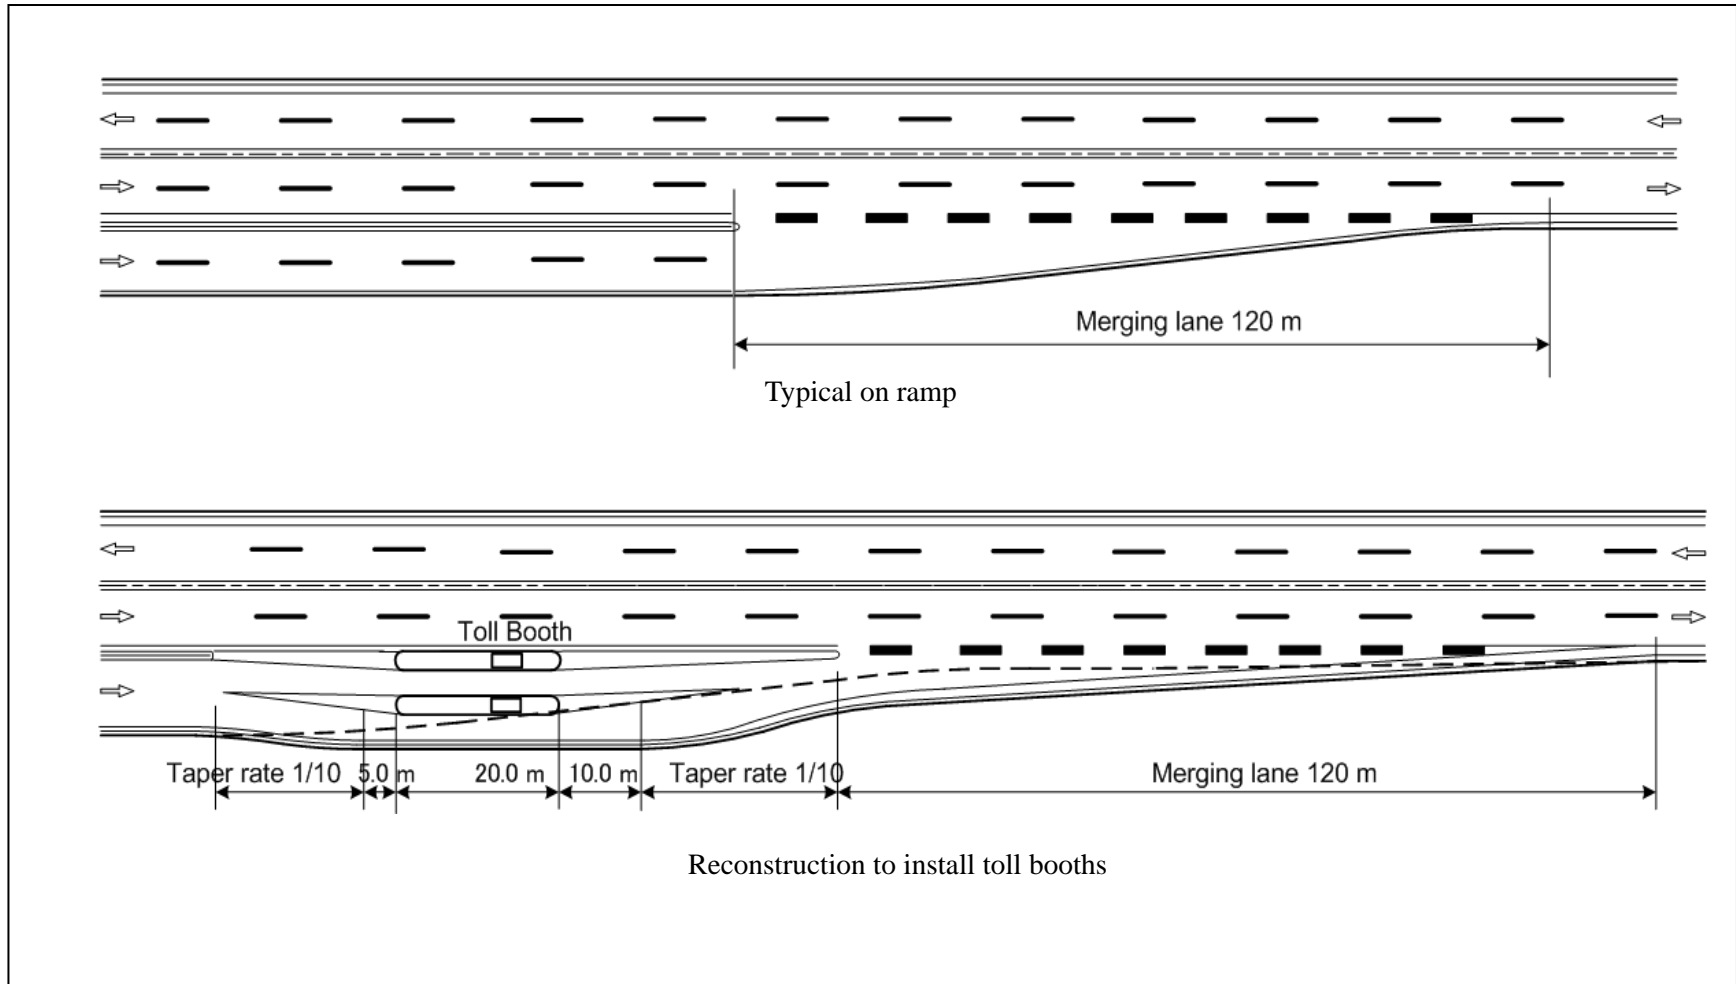 Merging lane 120 m
Typical on ramp
Toll Booth
Taper rate 1/10 5.0 m 20.0 m 10.0 m Taper rate 1/10 Merging lane 120 m
Reconstruction to install toll booths